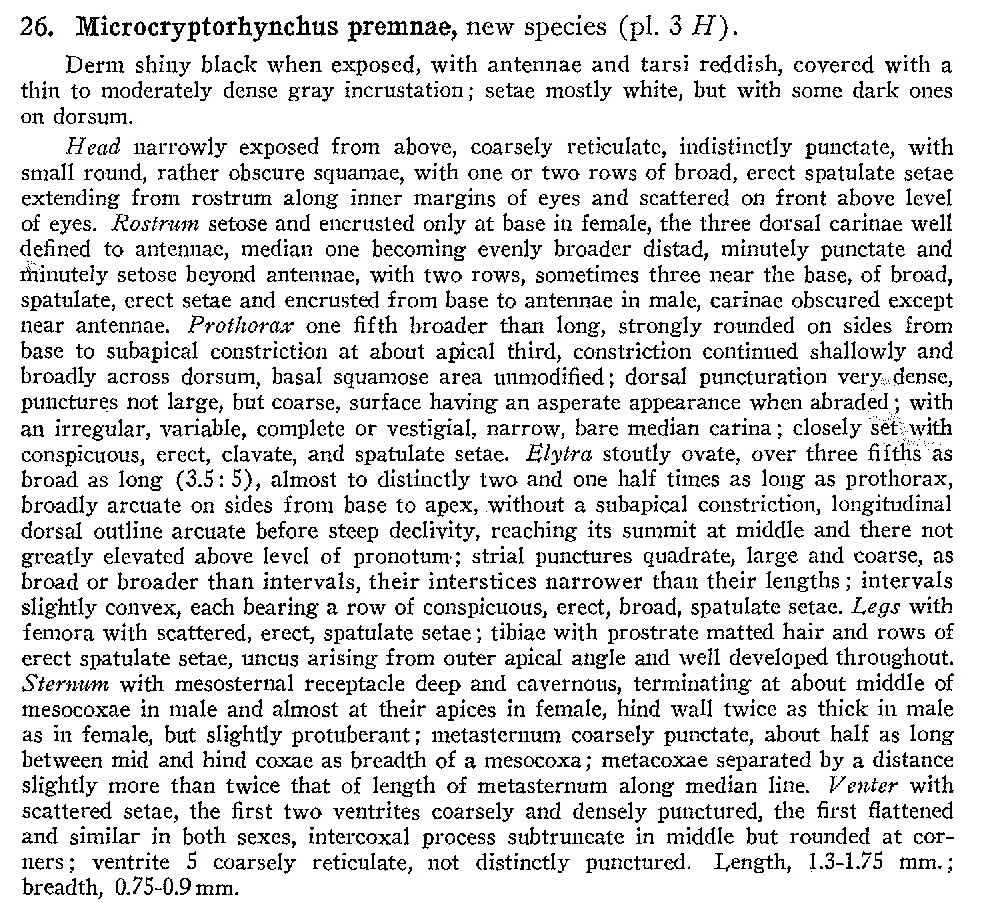 26. Microcryptorhynchus premnae, new species (pl. 3 H).
Derm shiny black when exposed, with antennae and tarsi reddish, covered with a
thin to moderately dense gray incrustation; setae mostly white, but with some dark ones
on dorsum.
Head narrowly exposed from above, coarsely reticulate, indistinctly punctate, with
small round, rather obscure squamae, with one or two rows of broad, erect spatulate setae
extending from rostrum along inner margins of eyes and scattered on front above level
of eyes. Rostrum setose and encrusted only at base in female, the three dorsal carinae well
defined to antennae, median one becoming evenly broader distad, minutely punctate and
minutely setose beyond antennae, with two rows, sometimes three near the base, of broad,
spatulate, erect setae and encrusted from base to antennae in male, carinae obscured except
near antennae. Prothorax one fifth broader than long, strongly rounded on sides from
base to subapical constriction at about apical third, constriction continued shallowly and
broadly across dorsum, basal squamose area unmodified; dorsal puncturation very dense,
punctures not large, but coarse, surface having an asperate appearance when abraded; with
an irregular, variable, complete or vestigial, narrow, bare median carina; closely set with
conspicuous, erect, clavate, and spatulate setae. Elytra stoutly ovate, over three fifths as
broad as long (3.5 : 5), almost to distinctly two and one half times as long as prothorax,
broadly arcuate on sides from base to apex, without a subapical constriction, longitudinal
dorsal outline arcuate before steep declivity, reaching its summit at middle and there not
greatly elevated above level of pronotum; strial punctures quadrate, large and coarse, as
broad or broader than intervals, their interstices narrower than their lengths; intervals
slightly convex, each bearing a row of conspicuous, erect, broad, spatulate setae. Legs with
femora with scattered, erect, spatulate setae; tibiae with prostrate matted hair and rows of
erect spatulate setae, uncus arising from outer apical angle and well developed throughout.
Sternum with mesosternal receptacle deep and cavernous, terminating at about middle of
mesocoxae in male and almost at their apices in female, hind wall twice as thick in male
as in female, but slightly protuberant; metasternum coarsely punctate, about half as long
between mid and hind coxae as breadth of a mesocoxa; metacoxae separated by a distance
slightly more than twice that of length of metasternum along median line. Venter with
scattered setae, the first two ventrites coarsely and densely punctured, the first flattened
and similar in both sexes, intercoxal process subtruncate in middle but rounded at cor-
ners; ventrite 5 coarsely reticulate, not distinctly punctured. Length, 1.3-1.75 mm.;
breadth, 0.75-0.9 mm.